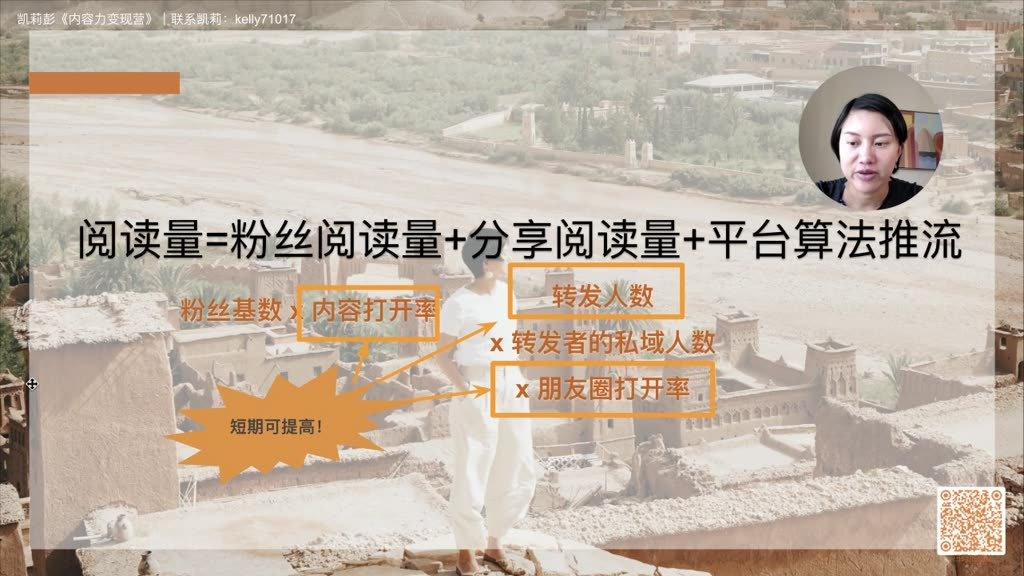 凯莉彭《内容力变现营》｜联系凯莉：kelly71017
阅读量=粉丝阅读量+分享阅读量+平台算法推流
粉丝基数 x 内容打开率
转发人数
x 转发者的私域人数
x 朋友圈打开率
短期可提高！